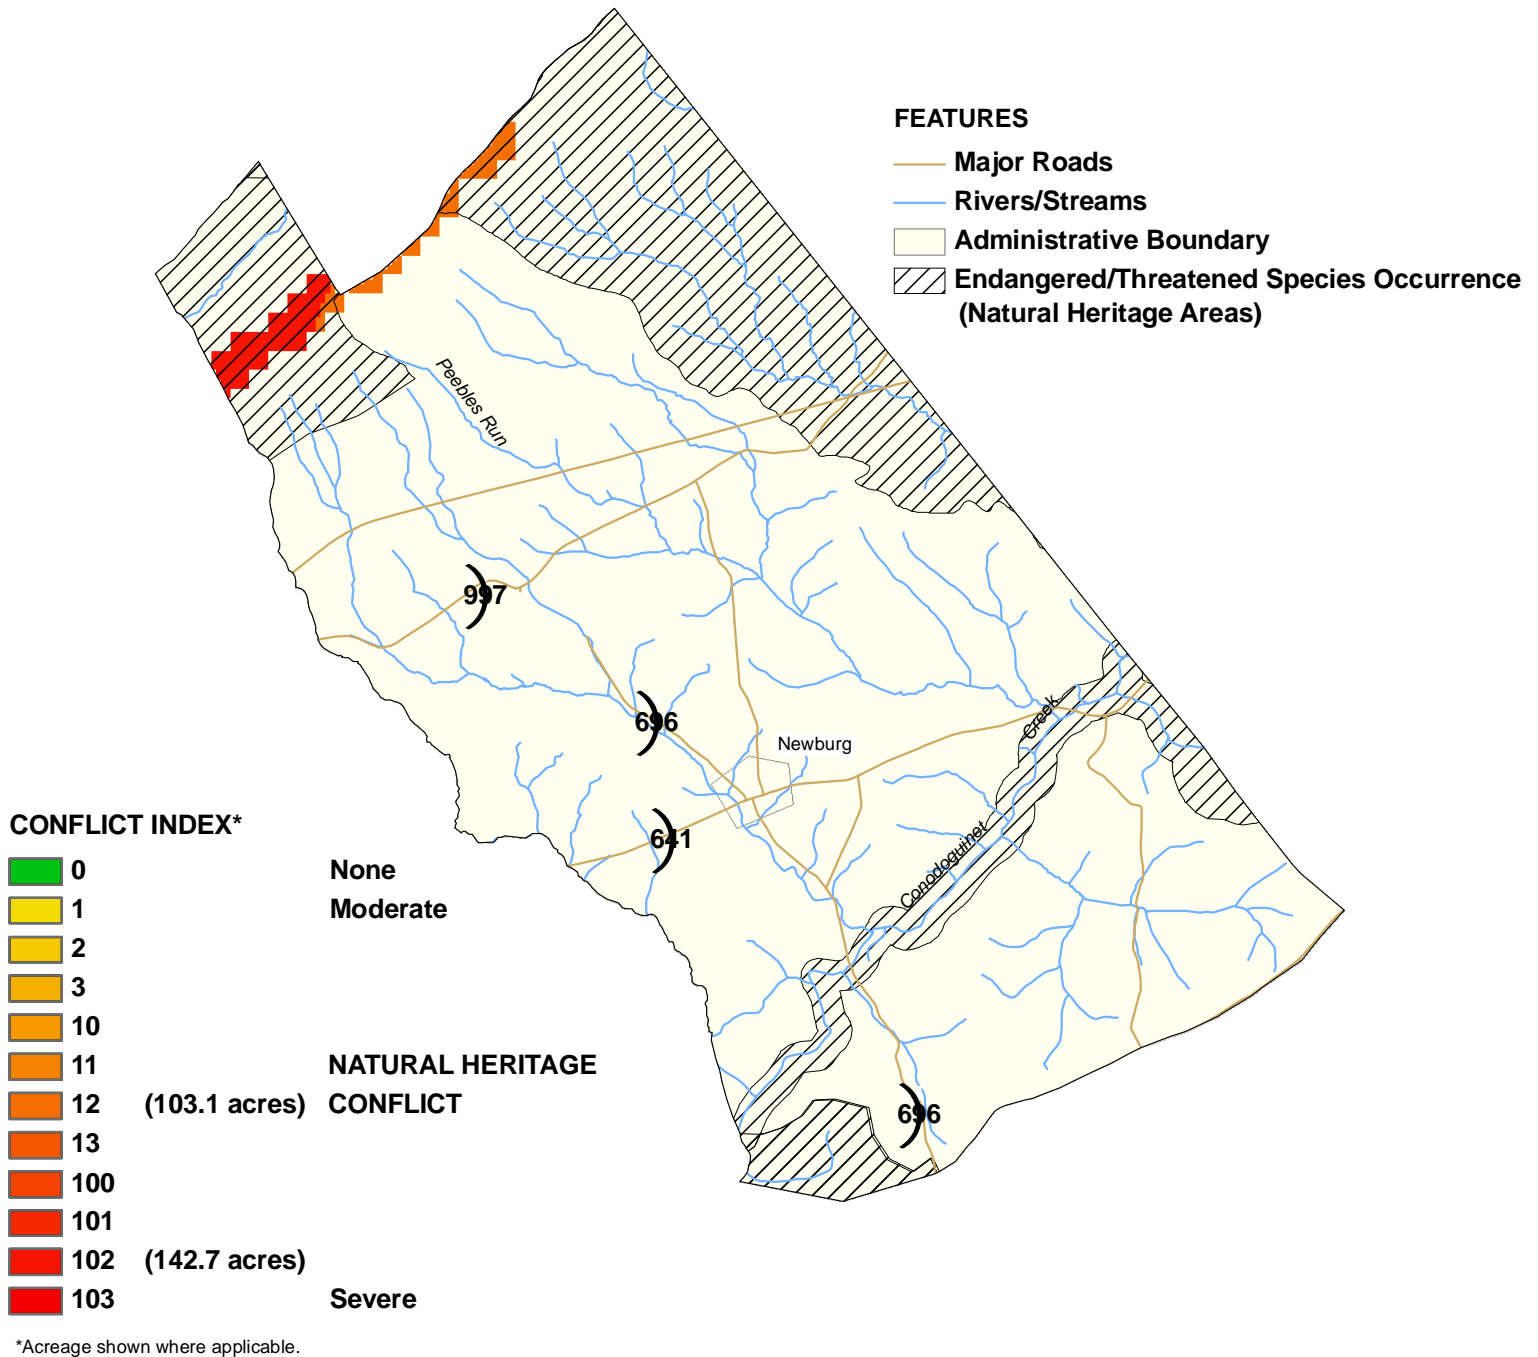 FEATURES
Major Roads
Rivers/Streams
Administrative Boundary
Endangered/Threatened Species Occurrence
(Natural Heritage Areas)
Peebles Run
997
696
Newburg
Creek
641
Conodoguinet
696
CONFLICT INDEX*
0 None
1 Moderate
2
3
10
11 NATURAL HERITAGE
12 (103.1 acres) CONFLICT
13
100
101
102 (142.7 acres)
103 Severe
*Acreage shown where applicable.